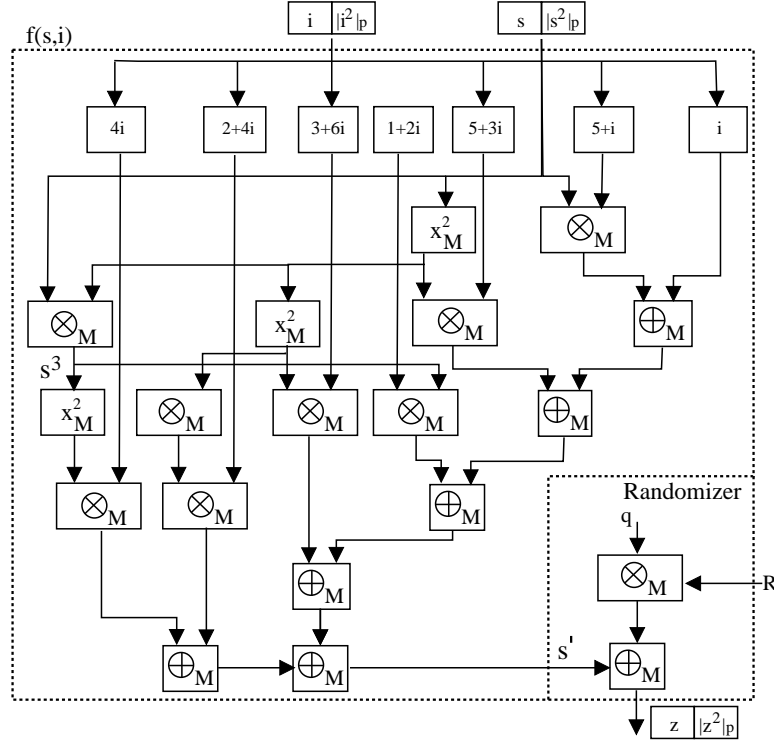 i |i²|p s |s²|p
f(s,i)
4i 2+4i 3+6i 1+2i 5+3i 5+i i
x²M ⊗M
⊗M x²M ⊗M ⊕M
s³
x²M ⊗M ⊗M ⊗M ⊕M
⊗M ⊗M ⊕M Randomizer
q
⊕M ⊗M R
⊕M ⊕M s' ⊕M
z |z²|p